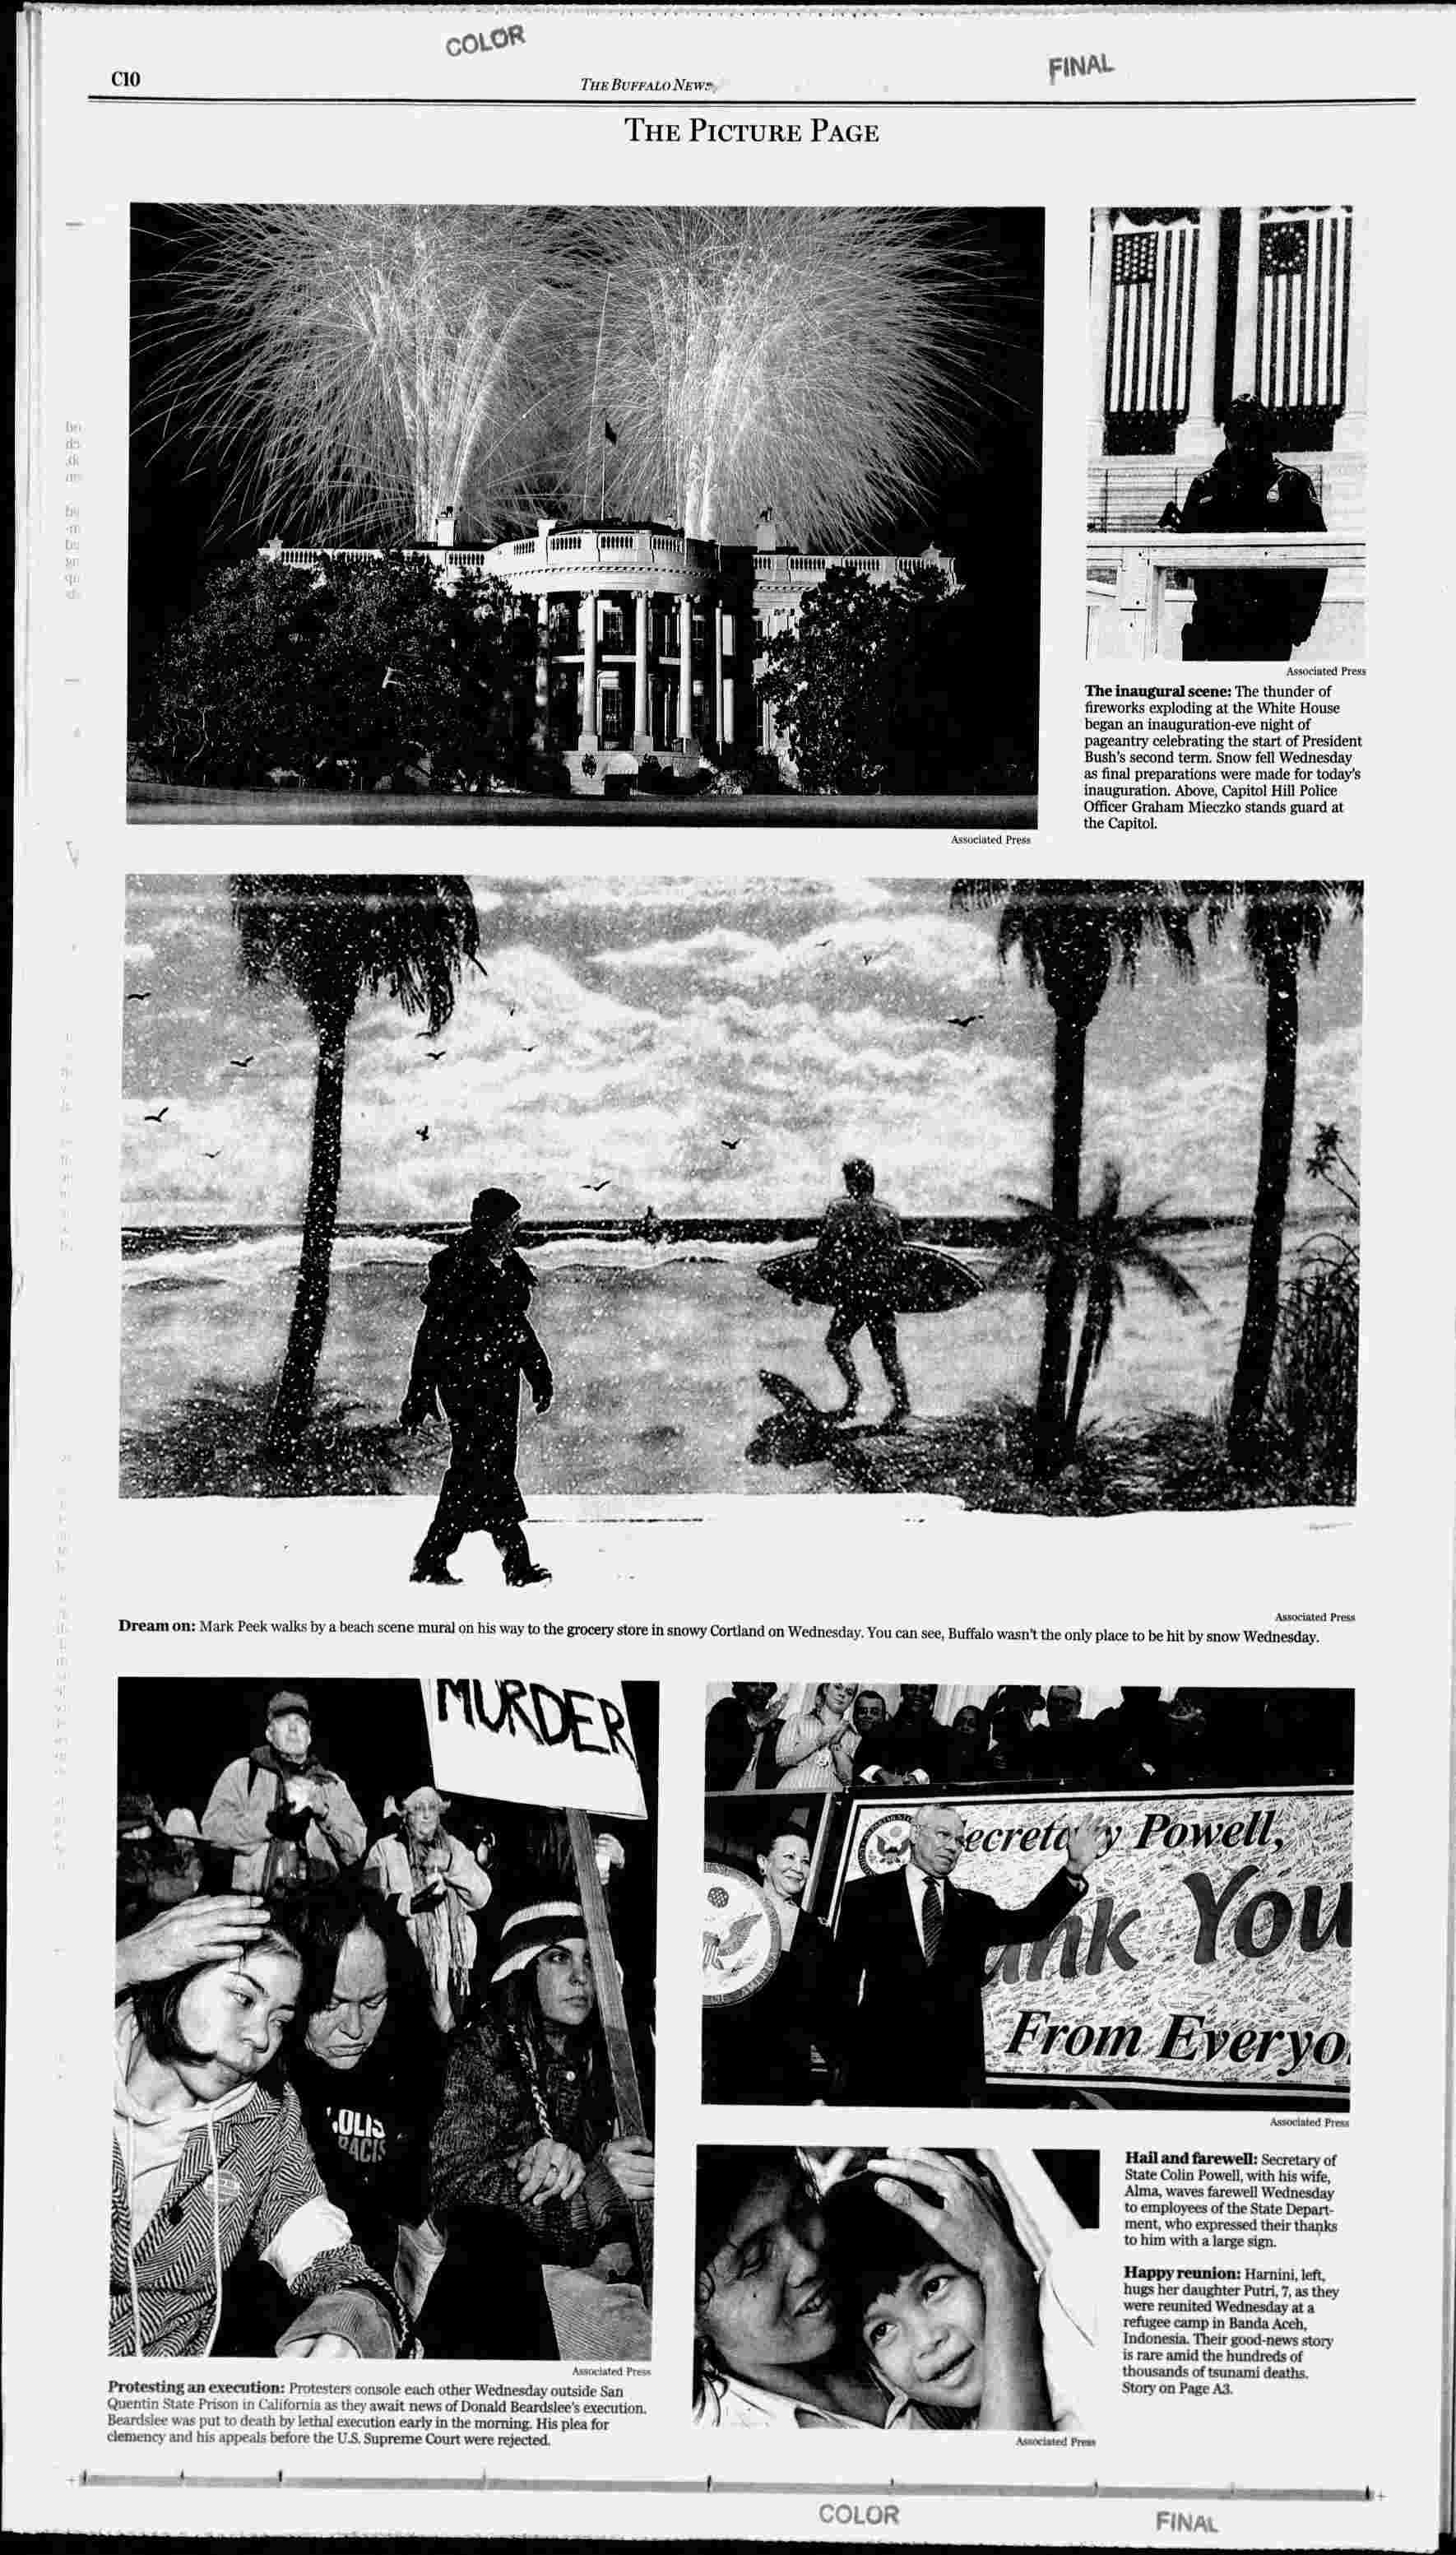 COLOR
FINAL
C10
THE BUFFALO NEWS
THE PICTURE PAGE
Associated Press
The inaugural scene: The thunder of
fireworks exploding at the White House
began an inauguration-eve night of
pageantry celebrating the start of President
Bush's second term. Snow fell Wednesday
as final preparations were made for today's
inauguration. Above, Capitol Hill Police
Officer Graham Mieczko stands guard at
the Capitol.
Associated Press
Associated Press
Dream on: Mark Peek walks by a beach scene mural on his way to the grocery store in snowy Cortland on Wednesday. You can see, Buffalo wasn't the only place to be hit by snow Wednesday.
MURDER
ecreta y Powell,
ank You
From Everyo
Associated Press
Hail and farewell: Secretary of
State Colin Powell, with his wife,
Alma, waves farewell Wednesday
to employees of the State Depart-
ment, who expressed their thanks
to him with a large sign.
Happy reunion: Harnini, left,
hugs her daughter Putri, 7, as they
were reunited Wednesday at a
refugee camp in Banda Aceh,
Indonesia. Their good-news story
is rare amid the hundreds of
thousands of tsunami deaths.
Story on Page A3.
Associated Press
Associated Press
Protesting an execution: Protesters console each other Wednesday outside San
Quentin State Prison in California as they await news of Donald Beardslee's execution.
Beardslee was put to death by lethal execution early in the morning. His plea for
clemency and his appeals before the U.S. Supreme Court were rejected.
COLOR
FINAL